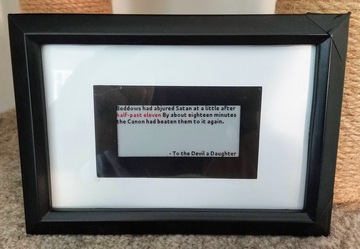 Beddows had abjured Satan at a little after
half-past eleven By about eighteen minutes
the Canon had beaten them to it again.
- To the Devil a Daughter